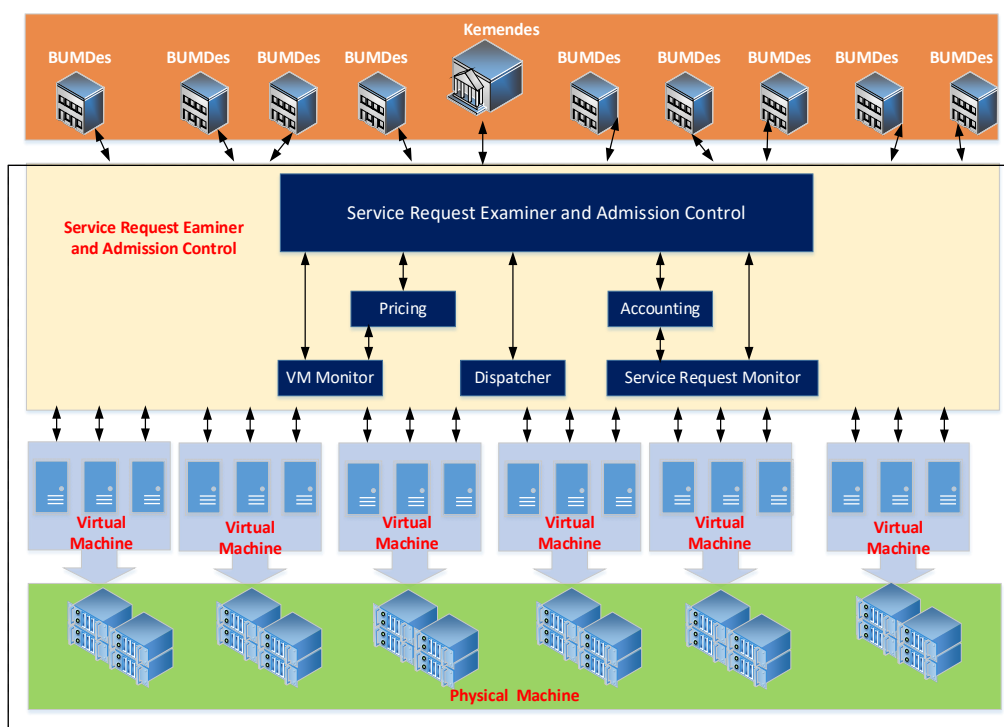 Kemendes
BUMDes
BUMDes
BUMDes
BUMDes
BUMDes
BUMDes
BUMDes
BUMDes
BUMDes
Service Request Examiner and Admission Control
Service Request Eaminer
and Admission Control
Pricing
Accounting
VM Monitor
Dispatcher
Service Request Monitor
Virtual
Machine
Virtual
Machine
Virtual
Machine
Virtual
Machine
Virtual
Machine
Virtual
Machine
Physical Machine